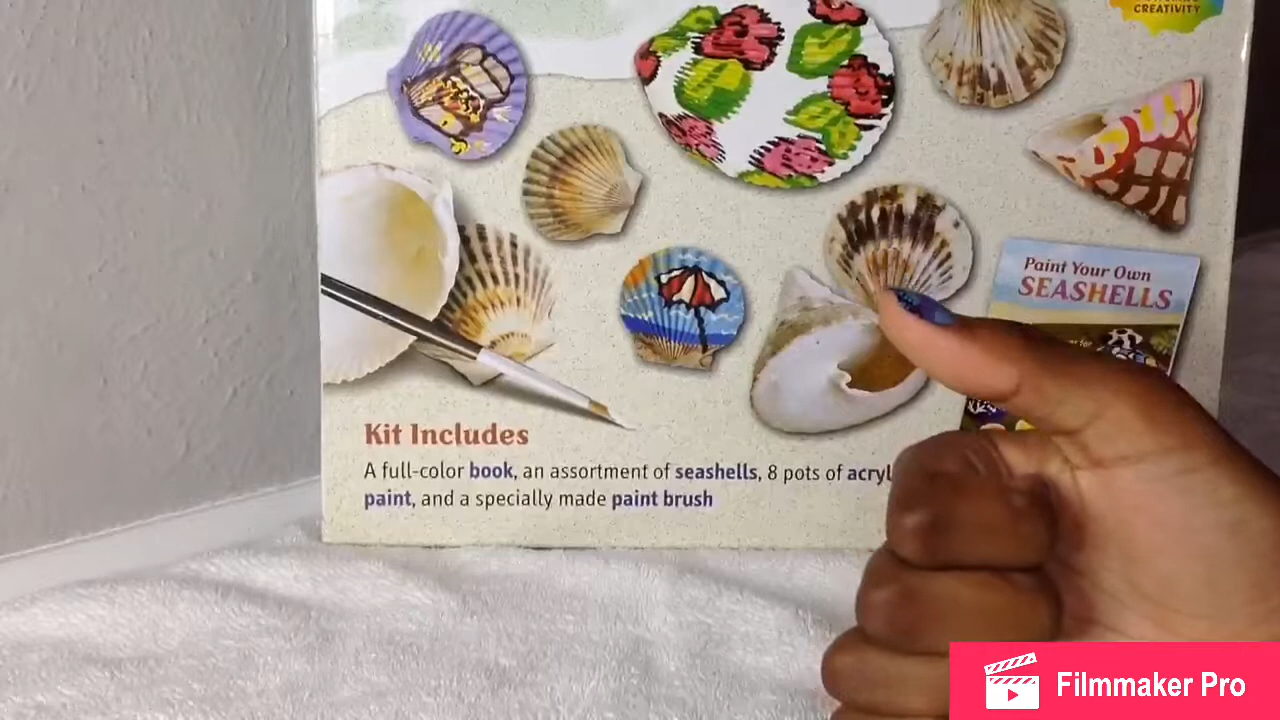 CREATIVITY
Paint Your Own
SEASHELLS
Kit Includes
A full-color book, an assortment of seashells, 8 pots of acryl
paint, and a specially made paint brush
Filmmaker Pro